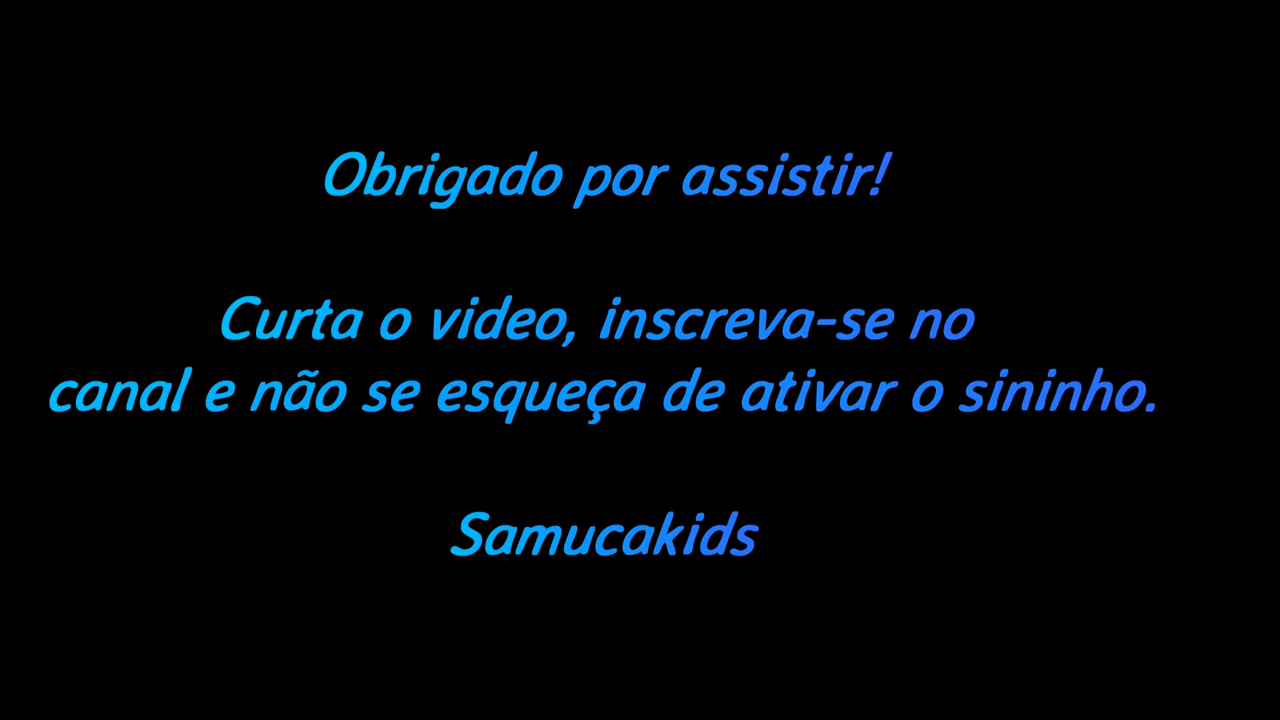 Obrigado por assistir!
Curta o video, inscreva-se no
canal e não se esqueça de ativar o sininho.
Samucakids